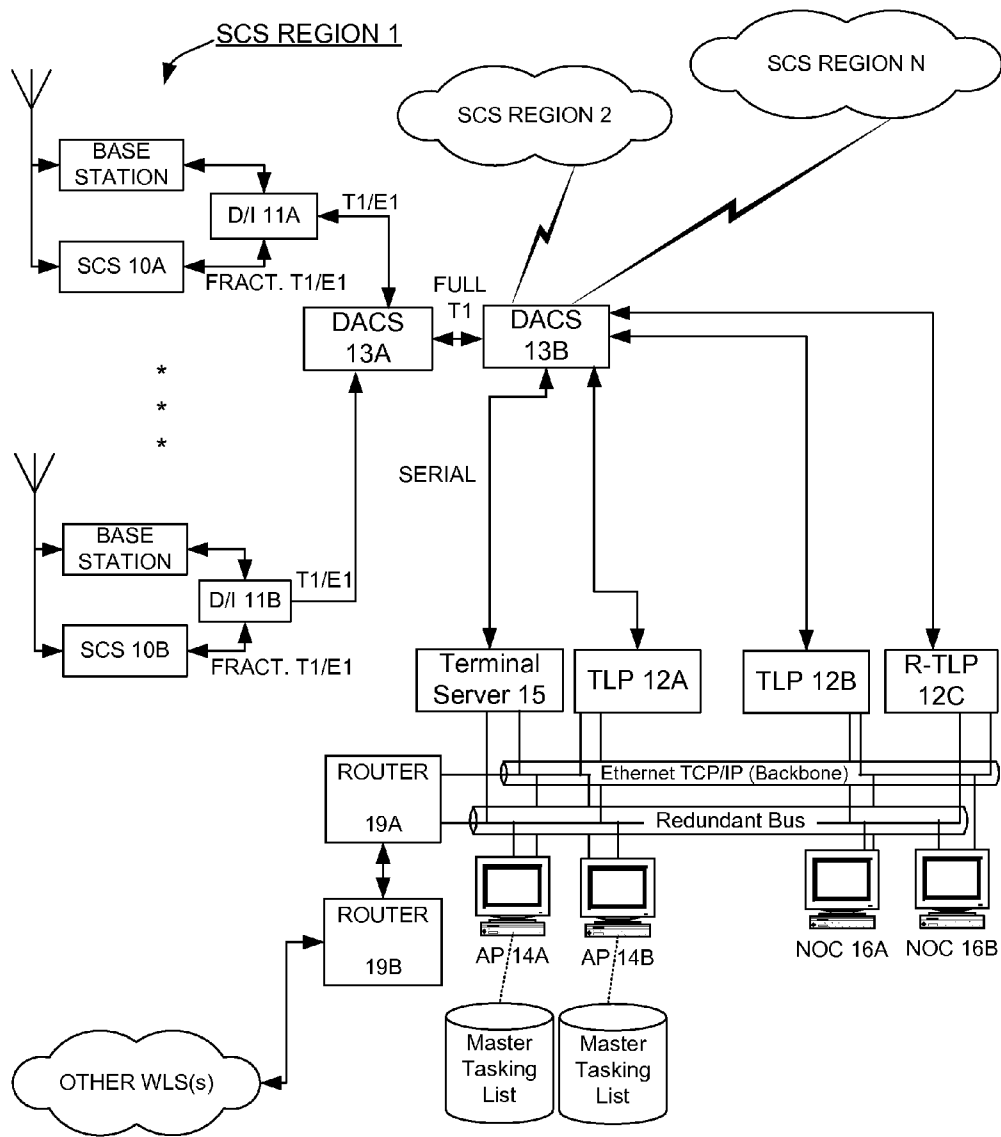 SCS REGION 1
SCS REGION 2
SCS REGION N
BASE
STATION
D/I 11A
T1/E1
SCS 10A
FRACT. T1/E1
DACS
13A
FULL
T1
DACS
13B
*
*
*
SERIAL
BASE
STATION
D/I 11B
T1/E1
SCS 10B
FRACT. T1/E1
Terminal
Server 15
TLP 12A
TLP 12B
R-TLP
12C
ROUTER
19A
Ethernet TCP/IP (Backbone)
Redundant Bus
ROUTER
19B
AP 14A
AP 14B
NOC 16A
NOC 16B
Master
Tasking
List
Master
Tasking
List
OTHER WLS(s)